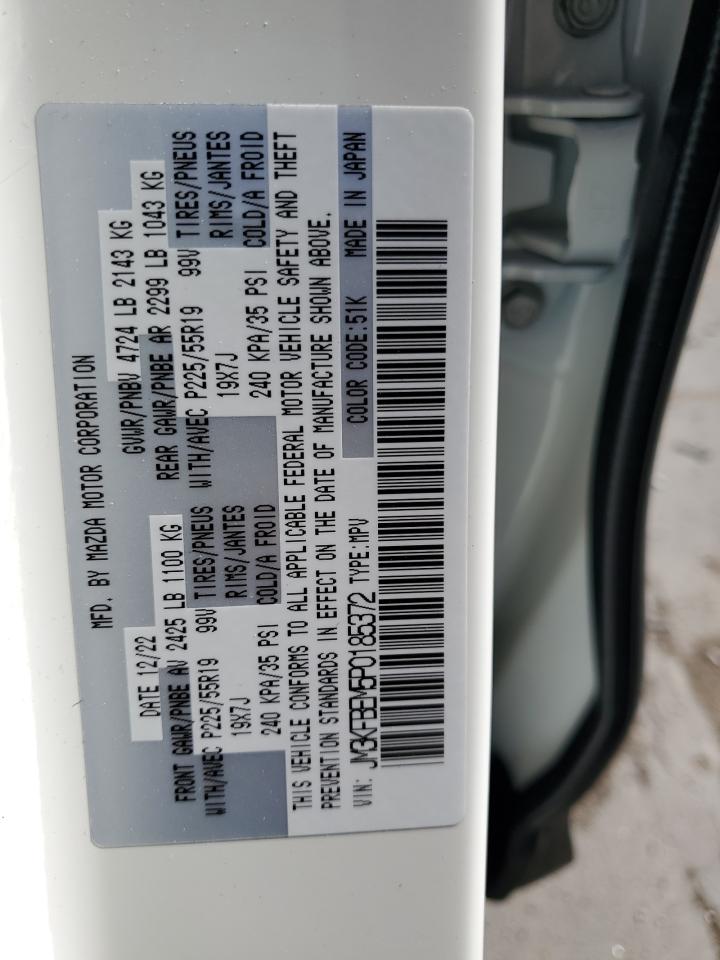 MFD. BY MAZDA MOTOR CORPORATION
DATE 12/22 GVWR/PNBV 4724 LB 2143 KG
FRONT GAWR/PNBE AV 2425 LB 1100 KG REAR GAWR/PNBE AR 2299 LB 1043 KG
WITH/AVEC P225/55R19 99V TIRES/PNEUS WITH/AVEC P225/55R19 99V TIRES/PNEUS
19X7J RIMS/JANTES 19X7J RIMS/JANTES
240 KPA/35 PSI COLD/A FROID 240 KPA/35 PSI COLD/A FROID
THIS VEHICLE CONFORMS TO ALL APPLICABLE FEDERAL MOTOR VEHICLE SAFETY AND THEFT
PREVENTION STANDARDS IN EFFECT ON THE DATE OF MANUFACTURE SHOWN ABOVE.
COLOR CODE:51K MADE IN JAPAN
VIN: JM3KFBEM5P0185372 TYPE:MPV